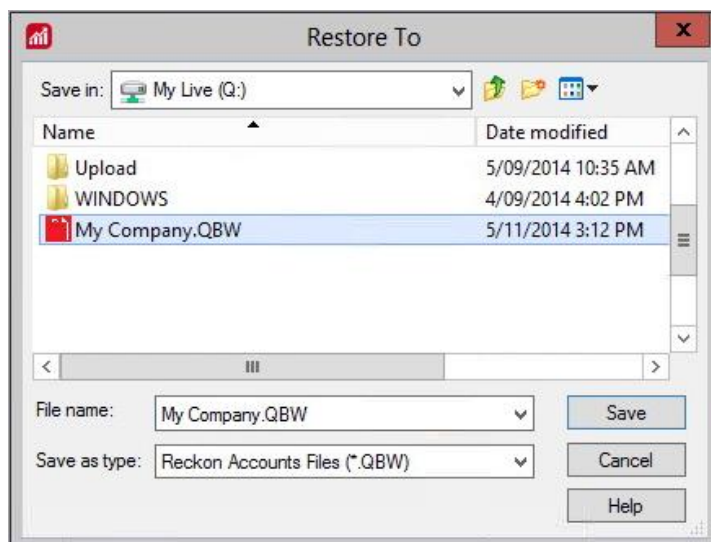 Restore To
Save in: My Live (Q:)
Name Date modified
Upload 5/09/2014 10:35 AM
WINDOWS 4/09/2014 4:02 PM
My Company.QBW 5/11/2014 3:12 PM
File name: My Company.QBW Save
Save as type: Reckon Accounts Files (*.QBW) Cancel
Help